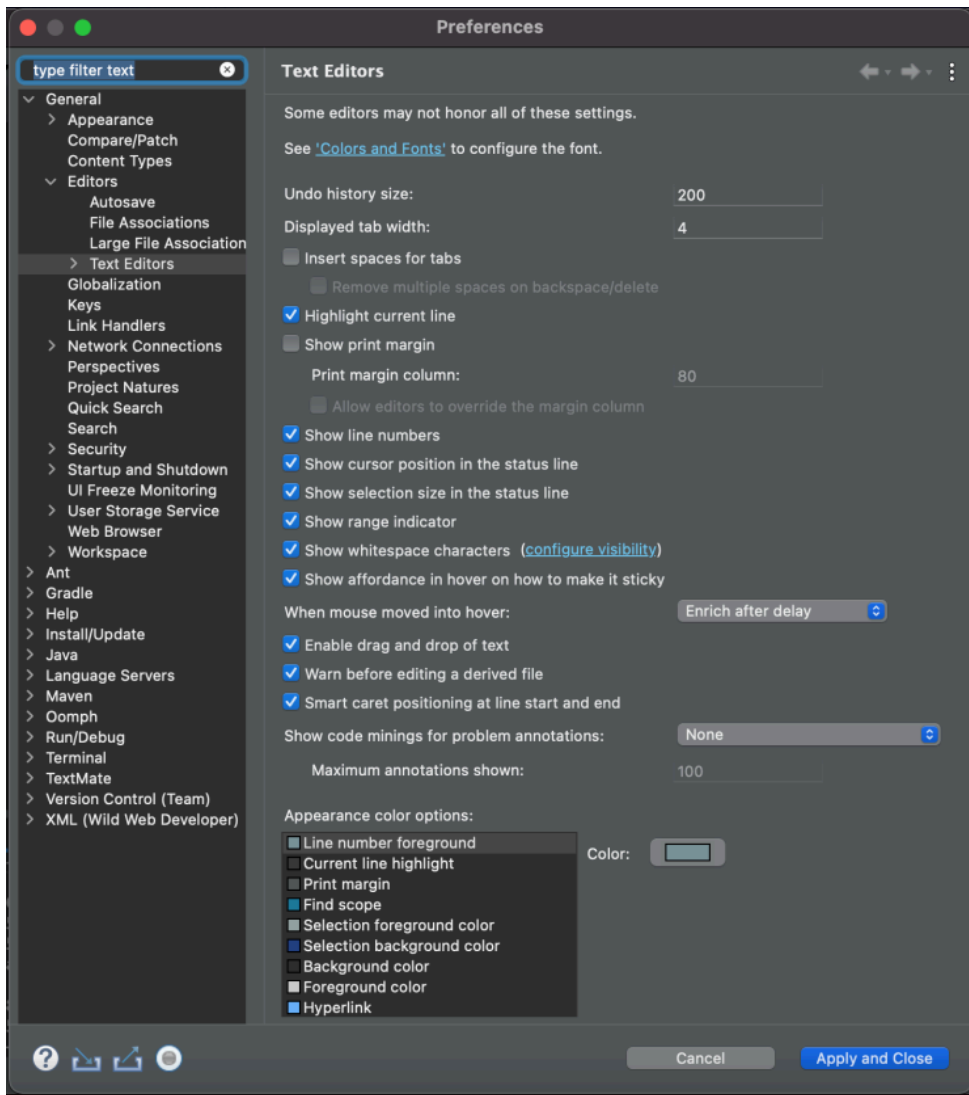 Preferences
type filter text
General
Appearance
Compare/Patch
Content Types
Editors
Autosave
File Associations
Large File Association
Text Editors
Globalization
Keys
Link Handlers
Network Connections
Perspectives
Project Natures
Quick Search
Search
Security
Startup and Shutdown
UI Freeze Monitoring
User Storage Service
Web Browser
Workspace
Ant
Gradle
Help
Install/Update
Java
Language Servers
Maven
Oomph
Run/Debug
Terminal
TextMate
Version Control (Team)
XML (Wild Web Developer)
Text Editors
Some editors may not honor all of these settings.
See 'Colors and Fonts' to configure the font.
Undo history size: 200
Displayed tab width: 4
Insert spaces for tabs
Remove multiple spaces on backspace/delete
Highlight current line
Show print margin
Print margin column: 80
Allow editors to override the margin column
Show line numbers
Show cursor position in the status line
Show selection size in the status line
Show range indicator
Show whitespace characters (configure visibility)
Show affordance in hover on how to make it sticky
When mouse moved into hover: Enrich after delay
Enable drag and drop of text
Warn before editing a derived file
Smart caret positioning at line start and end
Show code minings for problem annotations: None
Maximum annotations shown: 100
Appearance color options:
Line number foreground
Current line highlight
Print margin
Find scope
Selection foreground color
Selection background color
Background color
Foreground color
Hyperlink
Color:
Cancel
Apply and Close